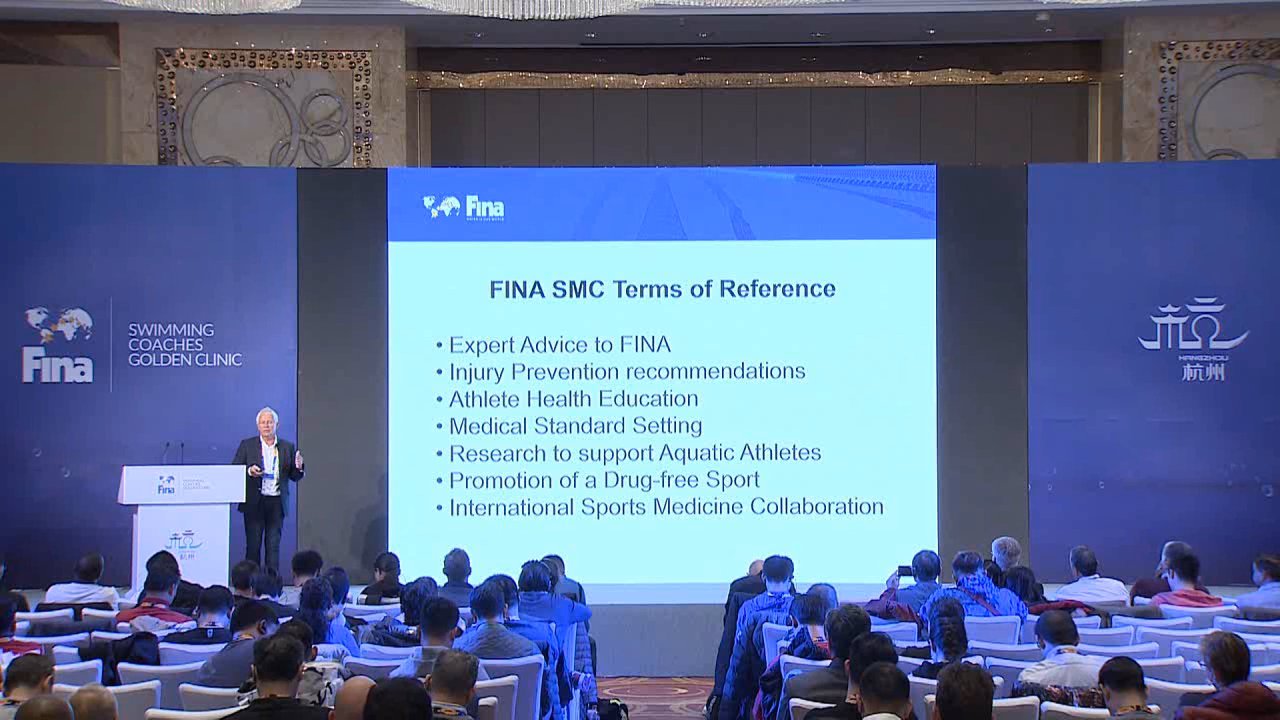 Fina
FINA SMC Terms of Reference
• Expert Advice to FINA
• Injury Prevention recommendations
• Athlete Health Education
• Medical Standard Setting
• Research to support Aquatic Athletes
• Promotion of a Drug-free Sport
• International Sports Medicine Collaboration
Fina
SWIMMING
COACHES
GOLDEN CLINIC
HANGZHOU
杭州
Fina